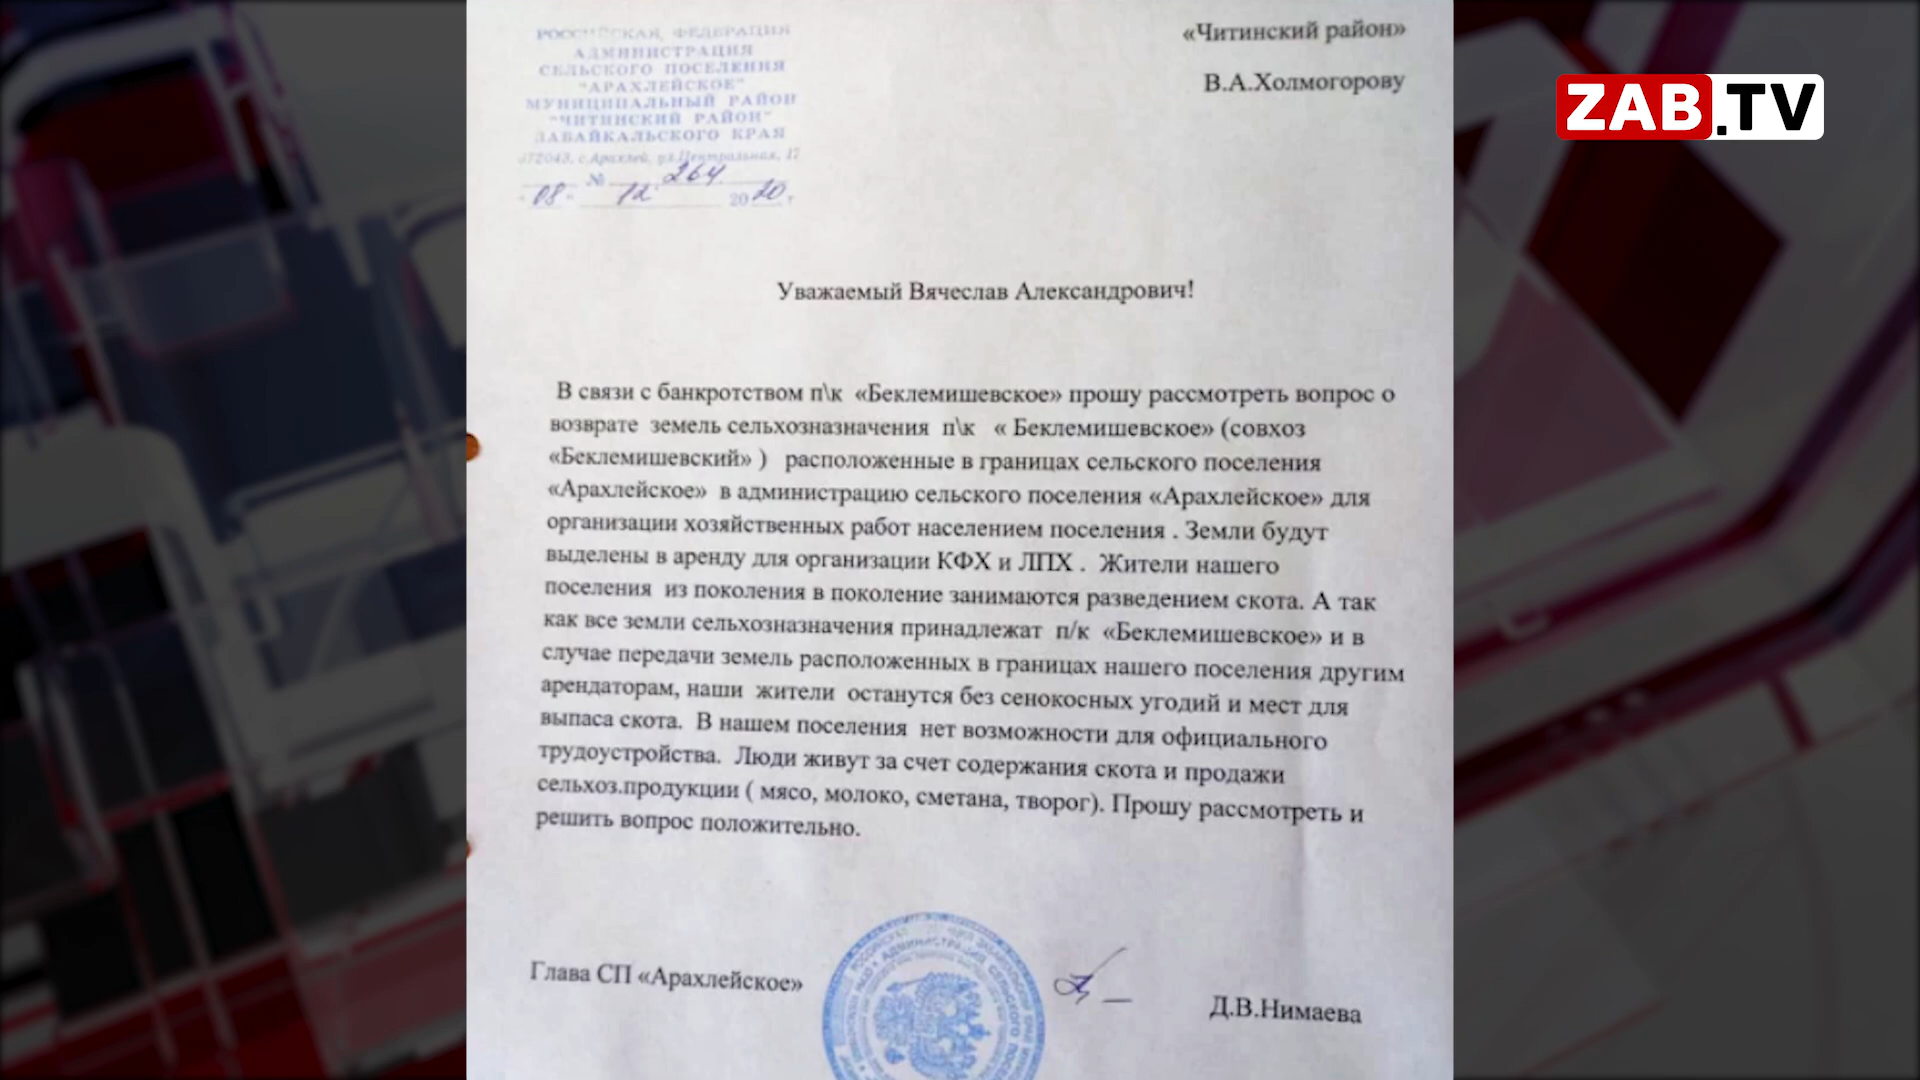 РОССИЙСКАЯ ФЕДЕРАЦИЯ
АДМИНИСТРАЦИЯ
СЕЛЬСКОГО ПОСЕЛЕНИЯ
"АРАХЛЕЙСКОЕ"
МУНИЦИПАЛЬНЫЙ РАЙОН
"ЧИТИНСКИЙ РАЙОН"
ЗАБАЙКАЛЬСКОГО КРАЯ
672043, с.Арахлей, ул.Центральная, 17
№ 264
"08" 12 2020 г
«Читинский район»
В.А.Холмогорову
ZAB.TV
Уважаемый Вячеслав Александрович!
В связи с банкротством п\к «Беклемишевское» прошу рассмотреть вопрос о
возврате земель сельхозназначения п\к « Беклемишевское» (совхоз
«Беклемишевский» ) расположенные в границах сельского поселения
«Арахлейское» в администрацию сельского поселения «Арахлейское» для
организации хозяйственных работ населением поселения . Земли будут
выделены в аренду для организации КФХ и ЛПХ . Жители нашего
поселения из поколения в поколение занимаются разведением скота. А так
как все земли сельхозназначения принадлежат п/к «Беклемишевское» и в
случае передачи земель расположенных в границах нашего поселения другим
арендаторам, наши жители останутся без сенокосных угодий и мест для
выпаса скота. В нашем поселения нет возможности для официального
трудоустройства. Люди живут за счет содержания скота и продажи
сельхоз.продукции ( мясо, молоко, сметана, творог). Прошу рассмотреть и
решить вопрос положительно.
Глава СП «Арахлейское»
Д.В.Нимаева